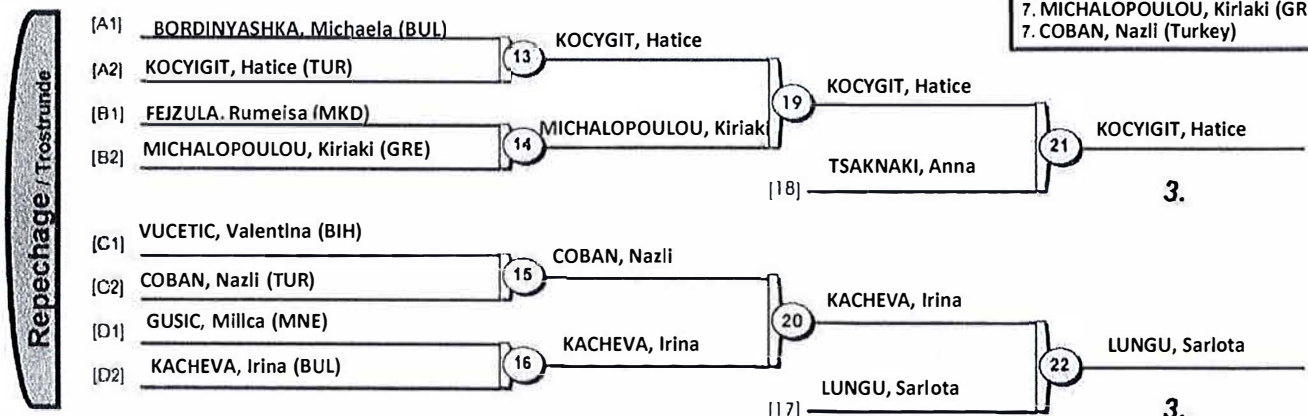 7. MICHALOPOULOU, Kirlaki (GR
7. COBAN, Nazli (Turkey)
Repechage / Trostrunde
[A1] BORDINYASHKA, Michaela (BUL)
[A2] KOCYIGIT, Hatice (TUR)
13
KOCYGIT, Hatice
[B1] FEJZULA. Rumeisa (MKD)
[B2] MICHALOPOULOU, Kiriaki (GRE)
14
MICHALOPOULOU, Kiriaki
19
KOCYGIT, Hatice
[18] TSAKNAKI, Anna
21
KOCYIGIT, Hatice
3.
[C1] VUCETIC, Valentlna (BIH)
[C2] COBAN, Nazli (TUR)
15
COBAN, Nazli
[D1] GUSIC, Millca (MNE)
[D2] KACHEVA, Irina (BUL)
16
KACHEVA, Irina
20
KACHEVA, Irina
[17] LUNGU, Sarlota
22
LUNGU, Sarlota
3.